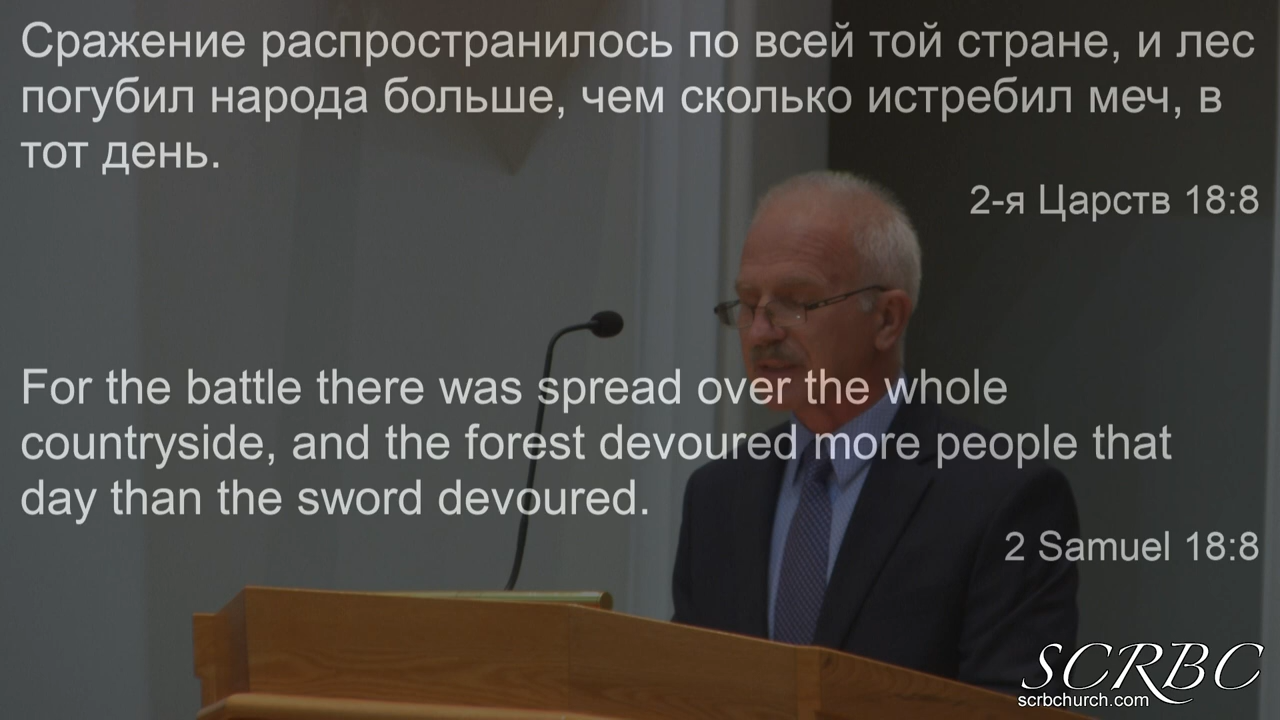 Сражение распространилось по всей той стране, и лес
погубил народа больше, чем сколько истребил меч, в
тот день.
2-я Царств 18:8
For the battle there was spread over the whole
countryside, and the forest devoured more people that
day than the sword devoured.
2 Samuel 18:8
SCRBC
scrbchurch.com